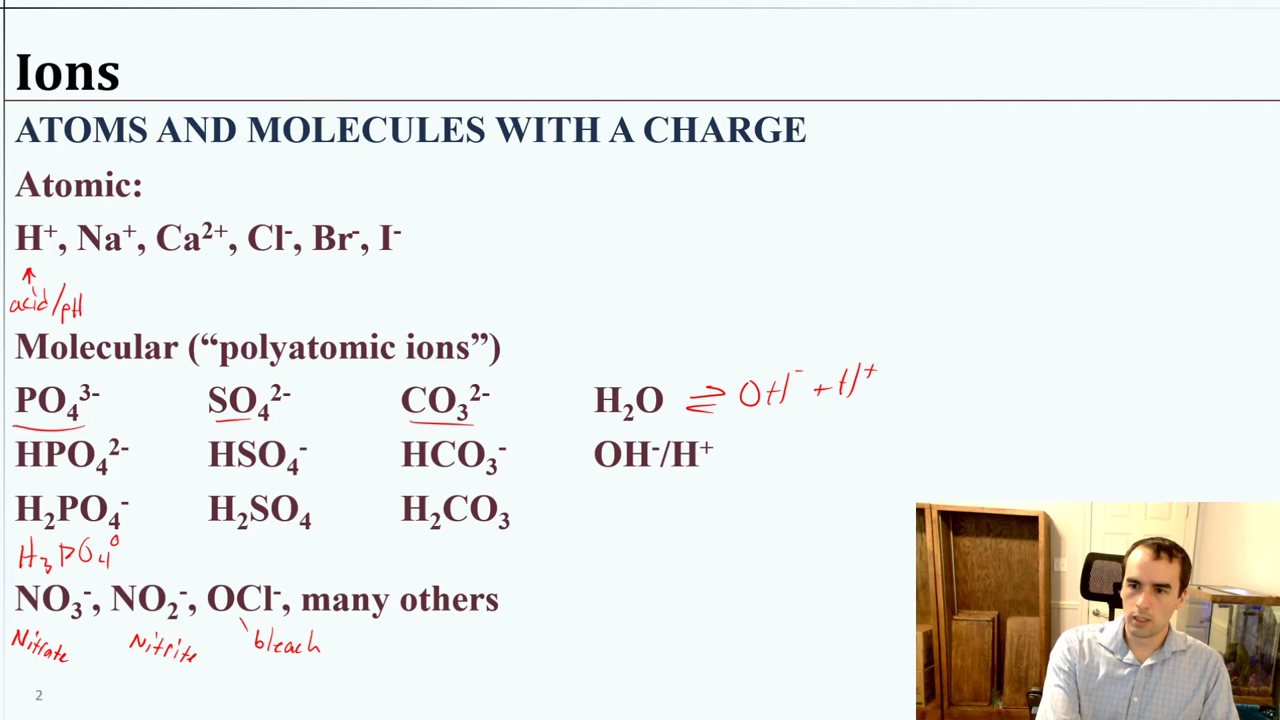 Ions
ATOMS AND MOLECULES WITH A CHARGE
Atomic:
H⁺, Na⁺, Ca²⁺, Cl⁻, Br⁻, I⁻
acid/pH
Molecular (“polyatomic ions”)
PO₄³⁻ SO₄²⁻ CO₃²⁻ H₂O ⇌ OH⁻ + H⁺
HPO₄²⁻ HSO₄⁻ HCO₃⁻ OH⁻/H⁺
H₂PO₄⁻ H₂SO₄ H₂CO₃
H₃PO₄⁰
NO₃⁻, NO₂⁻, OCl⁻, many others
Nitrate Nitrite bleach
2